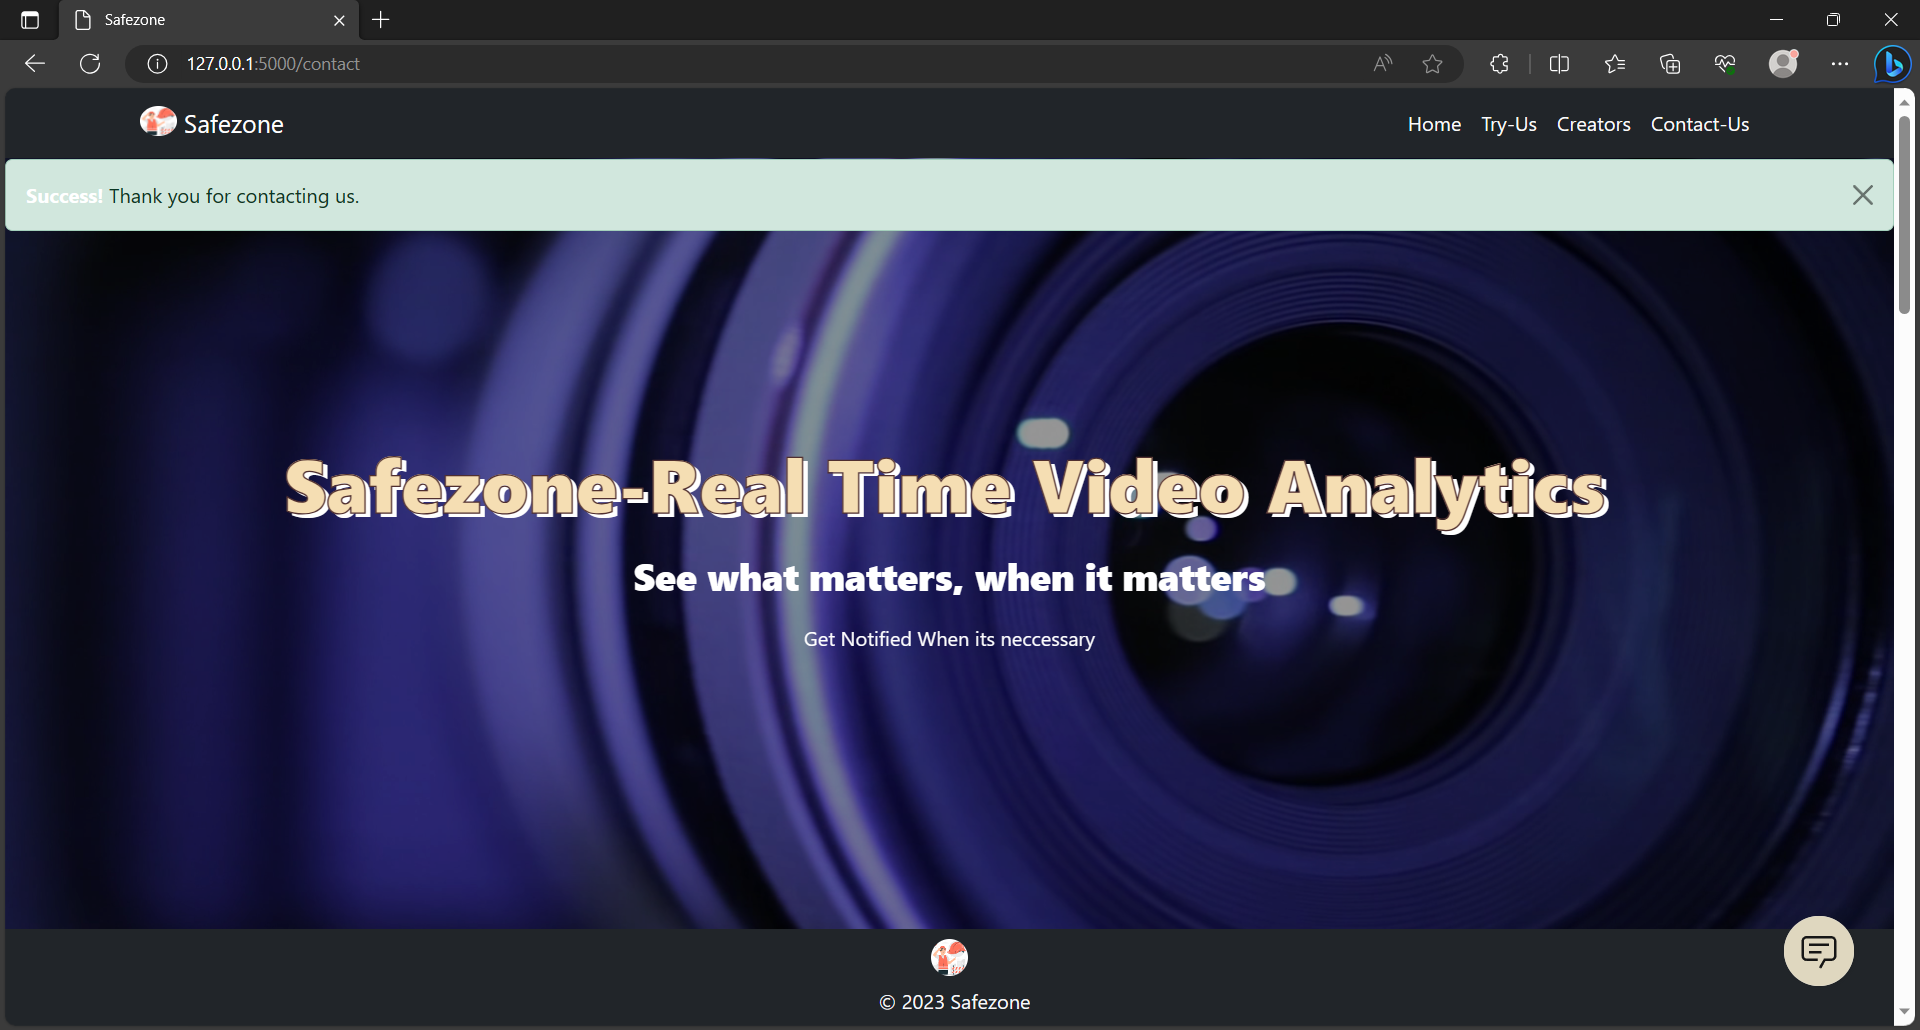 Safezone
127.0.0.1:5000/contact
Safezone
Home Try-Us Creators Contact-Us
Success! Thank you for contacting us.
Safezone-Real Time Video Analytics
See what matters, when it matters
Get Notified When its neccessary
© 2023 Safezone